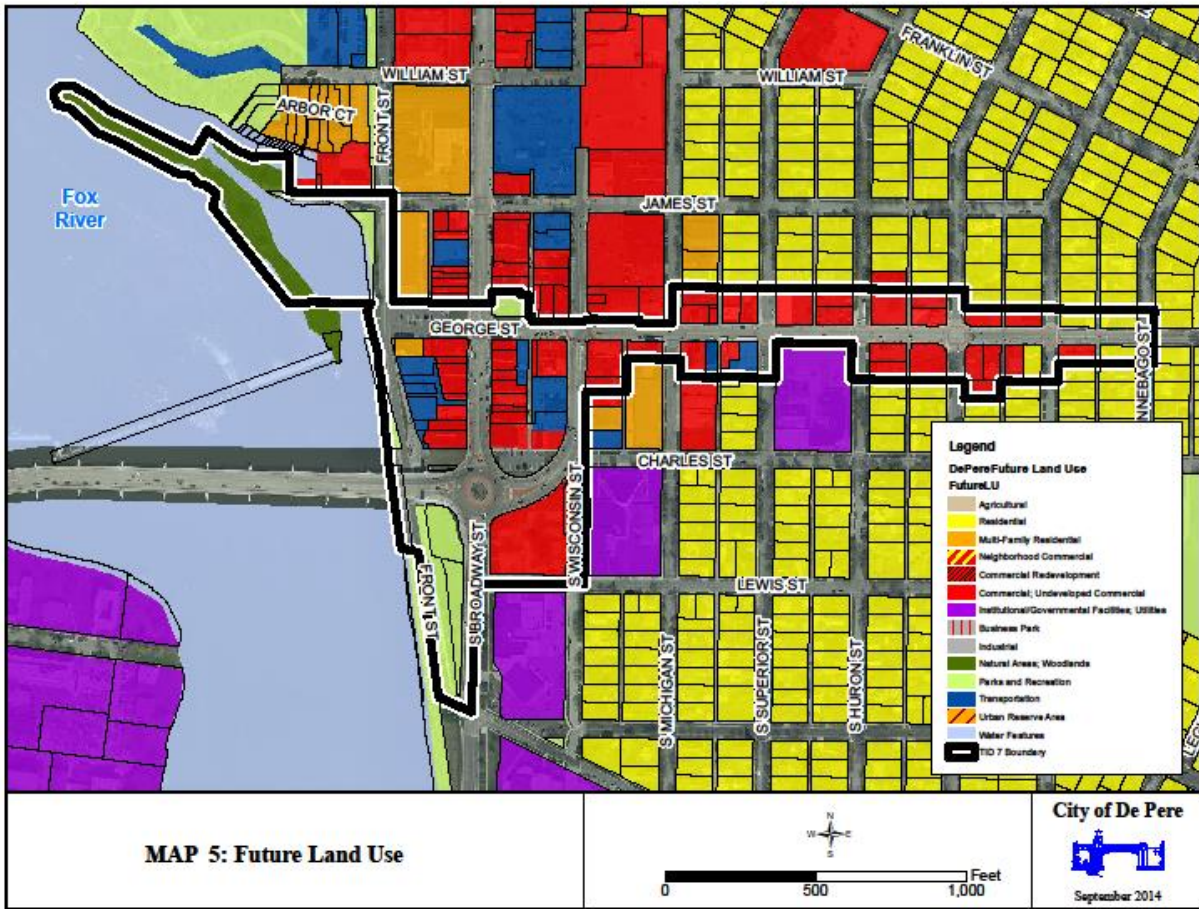 WILLIAM ST
WILLIAM ST
FRANKLIN ST
ARBOR CT
FRONT ST
Fox
River
JAMES ST
GEORGE ST
NNEBAGO ST
CHARLES ST
S WISCONSIN ST
S BROADWAY ST
FRONT ST
LEWIS ST
S MICHIGAN ST
S SUPERIOR ST
S HURON ST
Legend
DePereFuture Land Use
FutureLU
Agricultural
Residential
Multi-Family Residential
Neighborhood Commercial
Commercial Redevelopment
Commercial; Undeveloped Commercial
Institutional/Governmental Facilities; Utilities
Business Park
Industrial
Natural Areas; Woodlands
Parks and Recreation
Transportation
Urban Reserve Area
Water Features
TID 7 Boundary
MAP 5: Future Land Use
N
W E
S
Feet
0 500 1,000
City of De Pere
September 2014